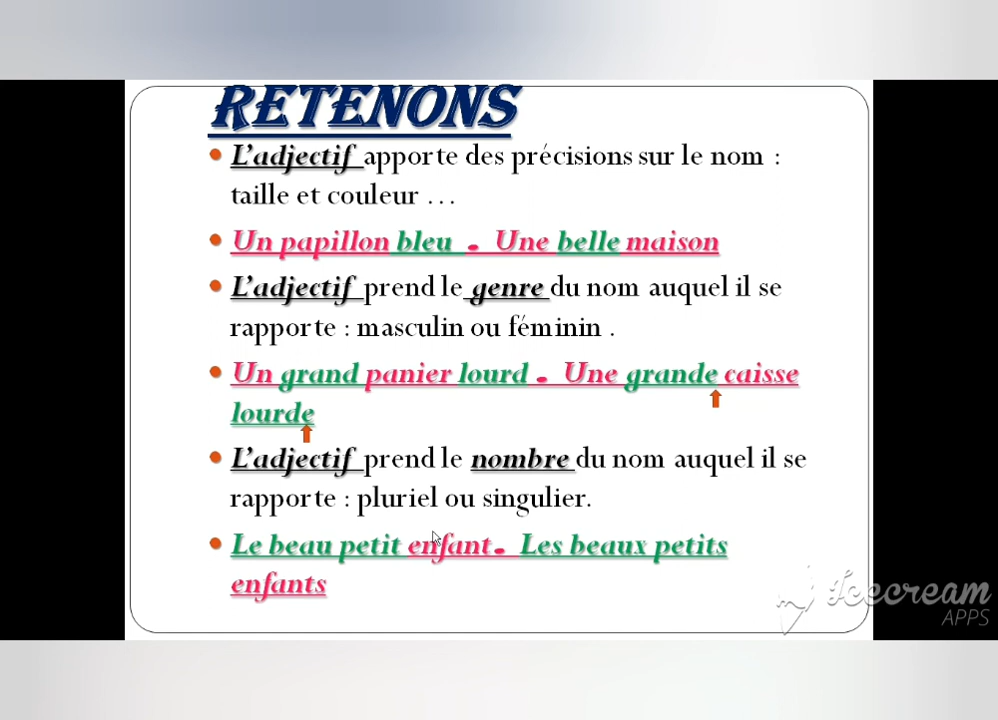 RETENONS
L'adjectif apporte des précisions sur le nom :
taille et couleur …
Un papillon bleu . Une belle maison
L'adjectif prend le genre du nom auquel il se
rapporte : masculin ou féminin .
Un grand panier lourd . Une grande caisse
lourde
L'adjectif prend le nombre du nom auquel il se
rapporte : pluriel ou singulier.
Le beau petit enfant. Les beaux petits
enfants
Icecream
APPS